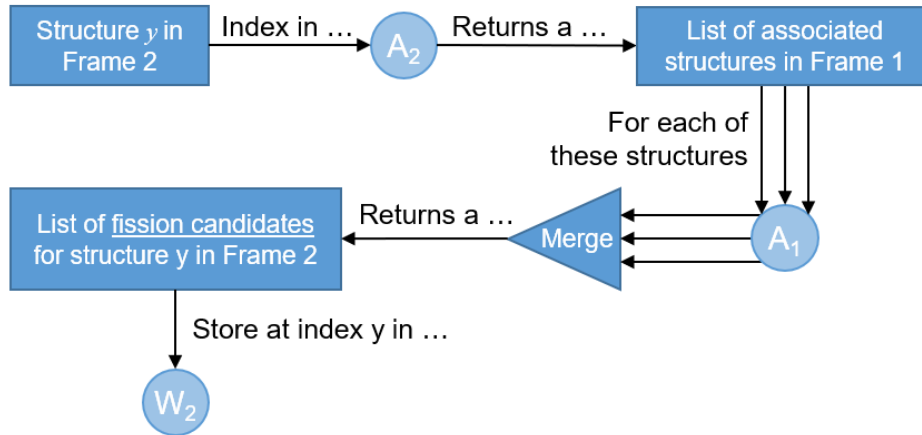 Structure y in
Frame 2
Index in …
A₂
Returns a …
List of associated
structures in Frame 1
For each of
these structures
A₁
Merge
Returns a …
List of fission candidates
for structure y in Frame 2
Store at index y in …
W₂